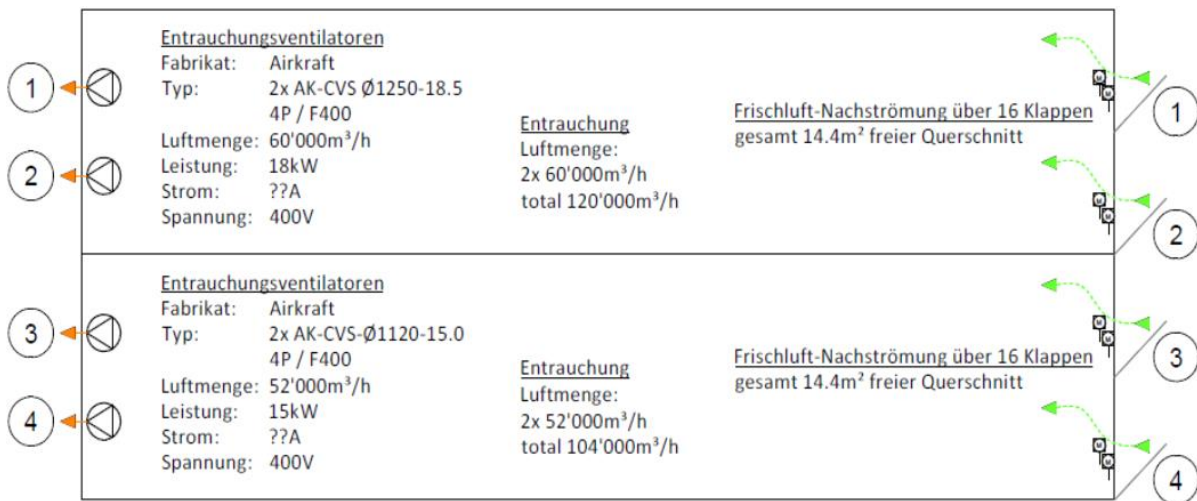 Entrauchungsventilatoren
Fabrikat: Airkraft
Typ: 2x AK-CVS Ø1250-18.5
4P / F400
Luftmenge: 60'000m³/h
Leistung: 18kW
Strom: ??A
Spannung: 400V
1
2
Entrauchung
Luftmenge:
2x 60'000m³/h
total 120'000m³/h
Frischluft-Nachströmung über 16 Klappen
gesamt 14.4m² freier Querschnitt
M
M
1
M
M
2
Entrauchungsventilatoren
Fabrikat: Airkraft
Typ: 2x AK-CVS-Ø1120-15.0
4P / F400
Luftmenge: 52'000m³/h
Leistung: 15kW
Strom: ??A
Spannung: 400V
3
4
Entrauchung
Luftmenge:
2x 52'000m³/h
total 104'000m³/h
Frischluft-Nachströmung über 16 Klappen
gesamt 14.4m² freier Querschnitt
M
M
3
M
M
4